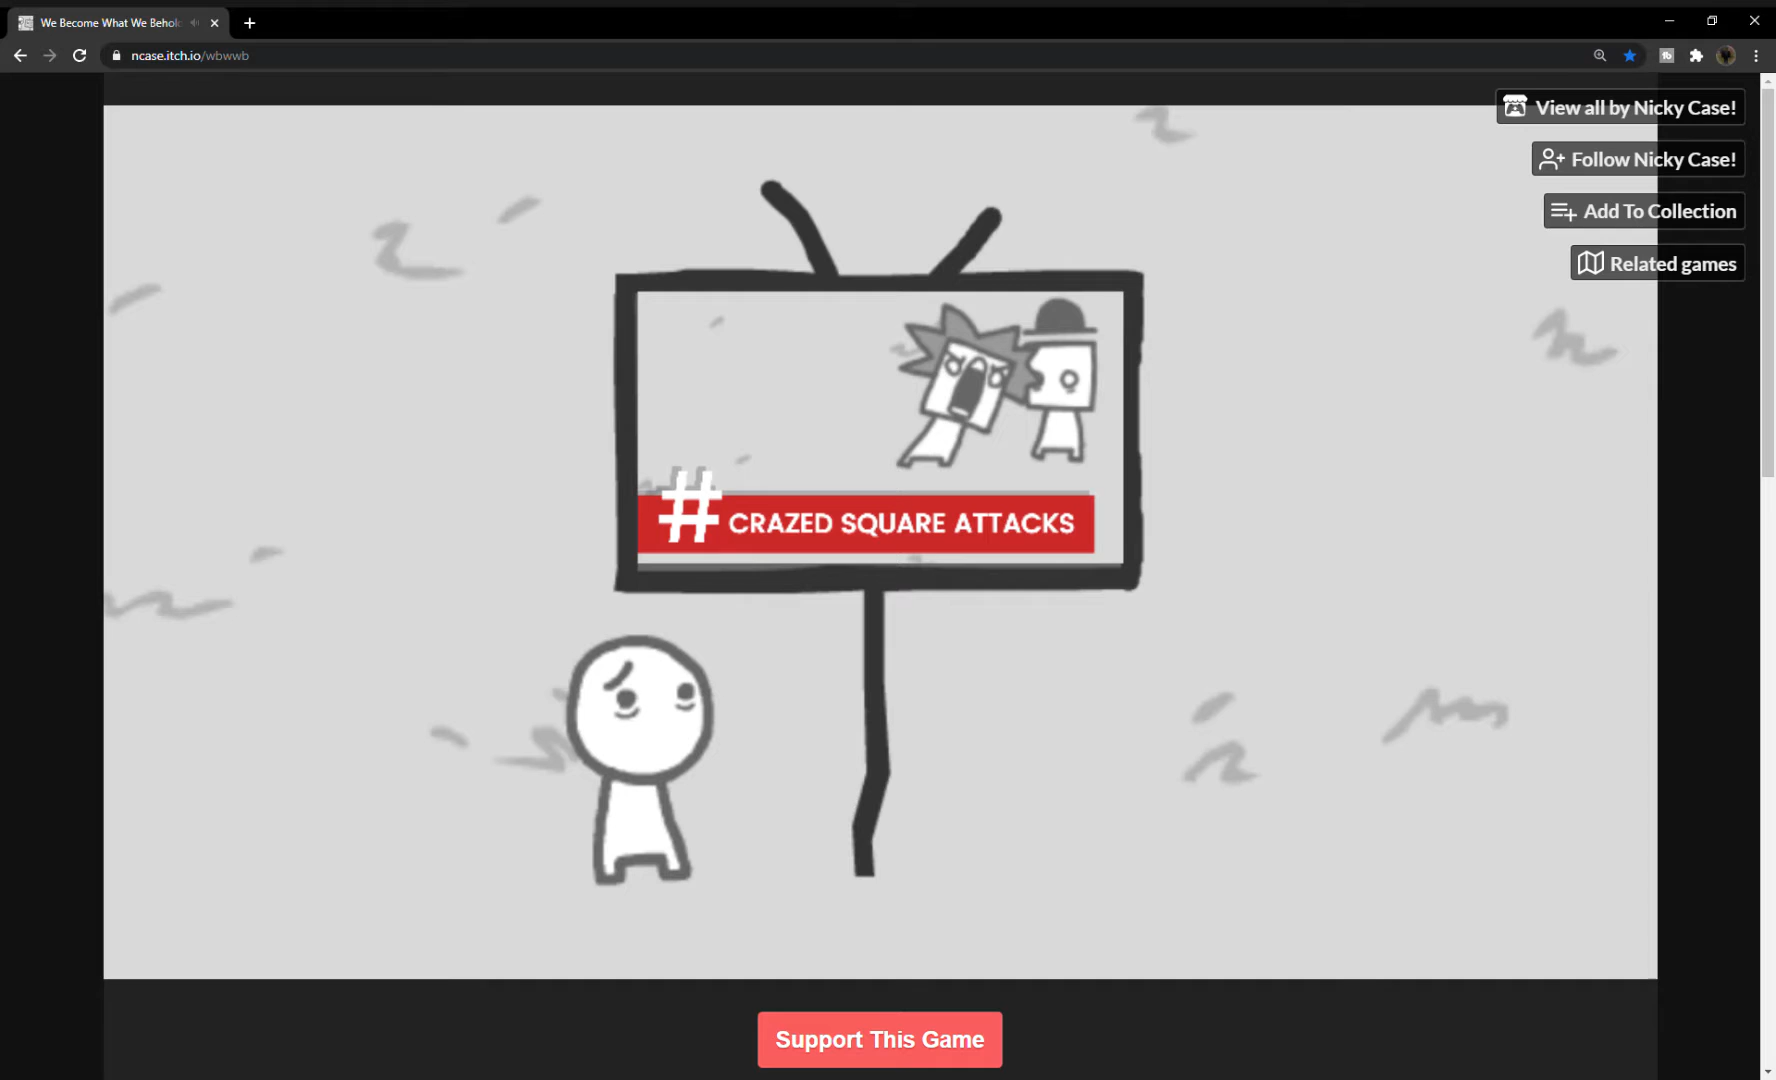 We Become What We Behol
ncase.itch.io/wbwwb
View all by Nicky Case!
Follow Nicky Case!
Add To Collection
Related games
# CRAZED SQUARE ATTACKS
Support This Game